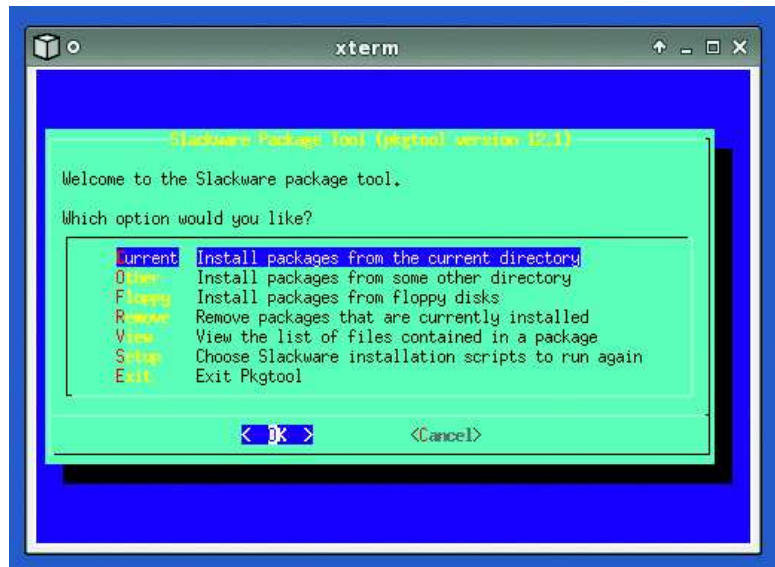 xterm
Slackware Package Tool (pkgtool version 12.1)
Welcome to the Slackware package tool.
Which option would you like?
Current Install packages from the current directory
Other Install packages from some other directory
Floppy Install packages from floppy disks
Remove Remove packages that are currently installed
View View the list of files contained in a package
Setup Choose Slackware installation scripts to run again
Exit Exit Pkgtool
< OK > <Cancel>